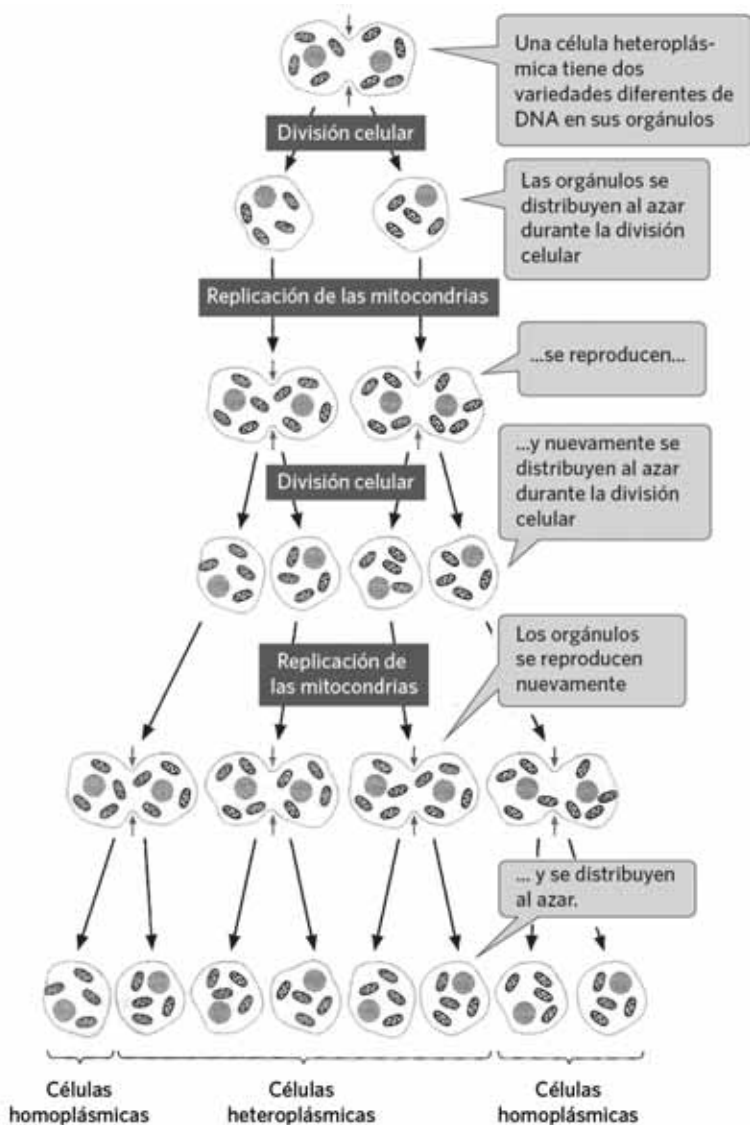 Una célula heteroplás-
mica tiene dos
variedades diferentes de
DNA en sus orgánulos
División celular
Las orgánulos se
distribuyen al azar
durante la división
celular
Replicación de las mitocondrias
...se reproducen...
...y nuevamente se
distribuyen al azar
durante la división
celular
División celular
Los orgánulos
se reproducen
nuevamente
Replicación de
las mitocondrias
... y se distribuyen
al azar.
Células
homoplásmicas
Células
heteroplásmicas
Células
homoplásmicas